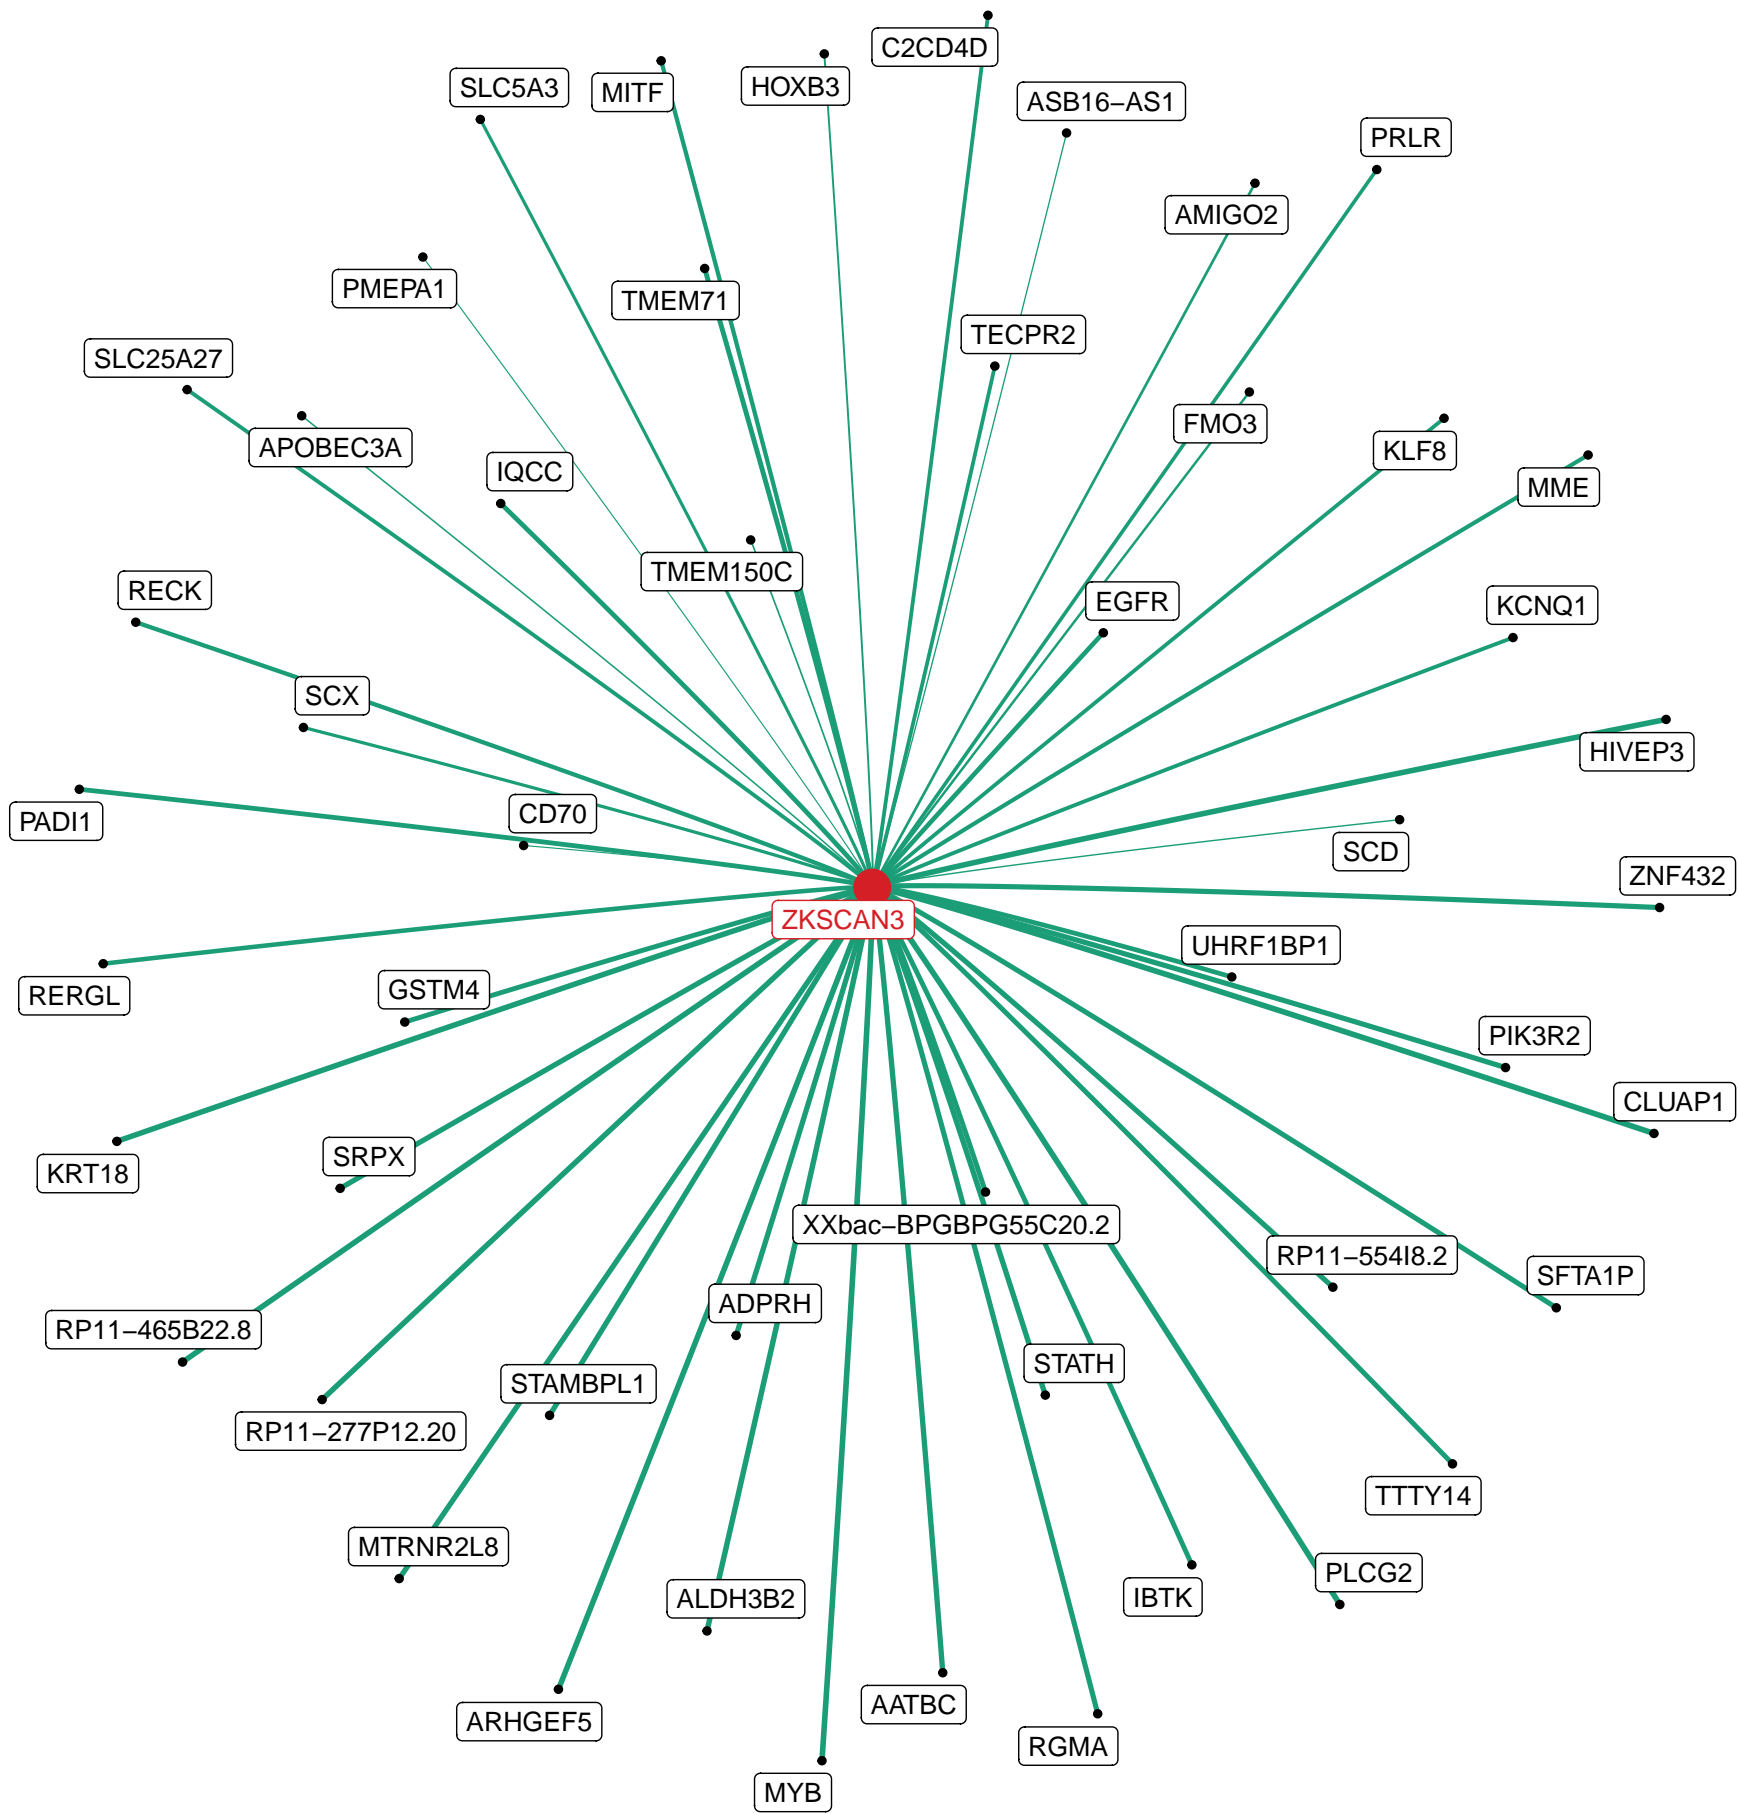 C2CD4D
SLC5A3
MITF
HOXB3
ASB16−AS1
PRLR
AMIGO2
PMEPA1
TMEM71
TECPR2
SLC25A27
APOBEC3A
FMO3
KLF8
IQCC
MME
TMEM150C
RECK
EGFR
KCNQ1
SCX
HIVEP3
PADI1
CD70
SCD
ZNF432
ZKSCAN3
UHRF1BP1
RERGL
GSTM4
PIK3R2
CLUAP1
KRT18
SRPX
XXbac−BPGBPG55C20.2
RP11−554I8.2
SFTA1P
RP11−465B22.8
ADPRH
STATH
STAMBPL1
RP11−277P12.20
TTTY14
MTRNR2L8
PLCG2
ALDH3B2
IBTK
ARHGEF5
AATBC
RGMA
MYB